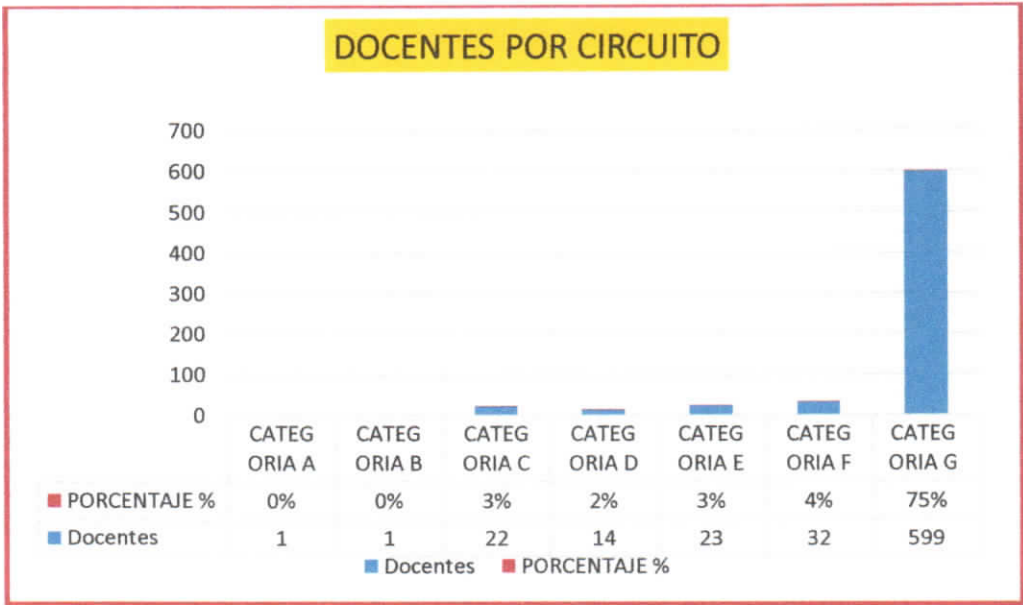 DOCENTES POR CIRCUITO
700
600
500
400
300
200
100
0
CATEG ORIA A CATEG ORIA B CATEG ORIA C CATEG ORIA D CATEG ORIA E CATEG ORIA F CATEG ORIA G
PORCENTAJE % 0% 0% 3% 2% 3% 4% 75%
Docentes 1 1 22 14 23 32 599
Docentes PORCENTAJE %